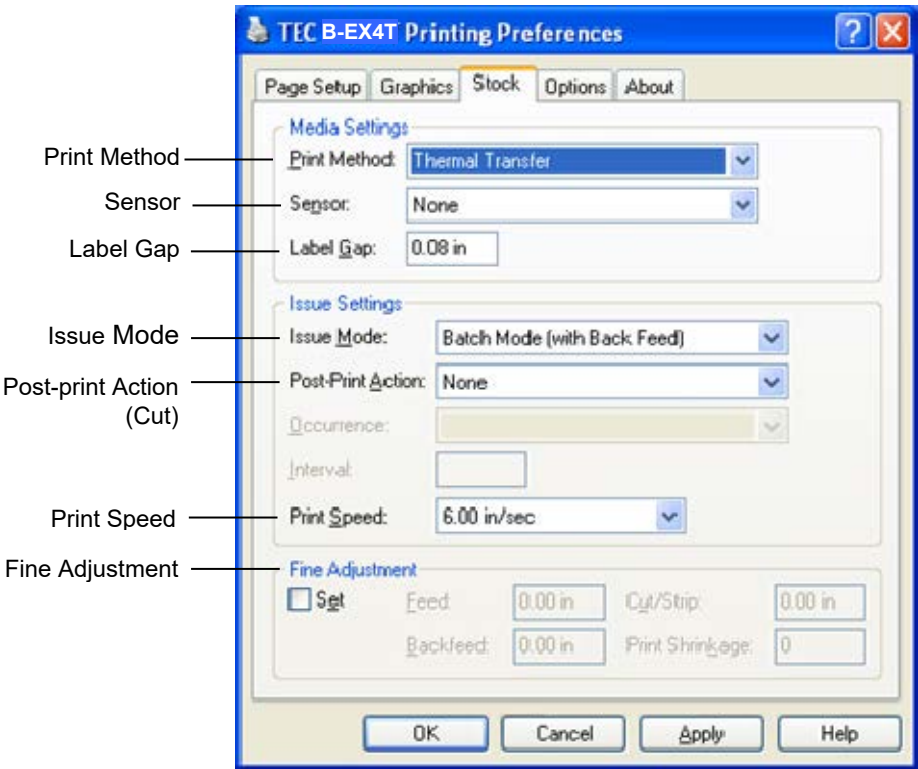 TEC B-EX4T Printing Preferences
Page Setup Graphics Stock Options About
Media Settings
Print Method
Print Method: Thermal Transfer
Sensor
Sensor: None
Label Gap
Label Gap: 0.08 in
Issue Settings
Issue Mode
Issue Mode: Batch Mode (with Back Feed)
Post-print Action
(Cut)
Post-Print Action: None
Occurrence:
Interval:
Print Speed
Print Speed: 6.00 in/sec
Fine Adjustment
Fine Adjustment
Set Feed: 0.00 in Cut/Strip: 0.00 in
Backfeed: 0.00 in Print Shrinkage: 0
OK Cancel Apply Help